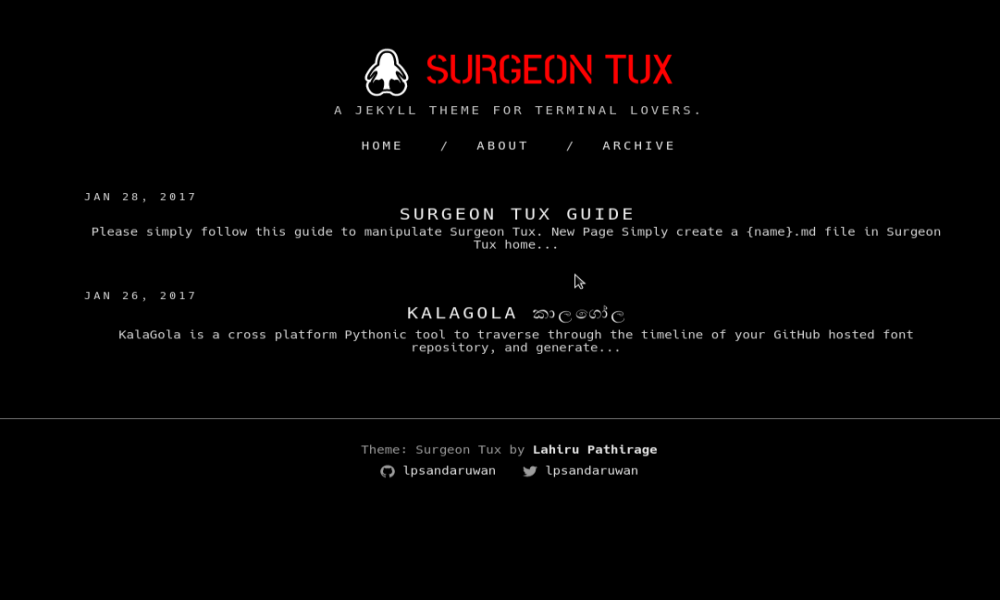 SURGEON TUX
A JEKYLL THEME FOR TERMINAL LOVERS.
HOME / ABOUT / ARCHIVE
JAN 28, 2017
SURGEON TUX GUIDE
Please simply follow this guide to manipulate Surgeon Tux. New Page Simply create a {name}.md file in Surgeon
Tux home...
JAN 26, 2017
KALAGOLA කාලගෝල
KalaGola is a cross platform Pythonic tool to traverse through the timeline of your GitHub hosted font
repository, and generate...
Theme: Surgeon Tux by Lahiru Pathirage
lpsandaruwan lpsandaruwan